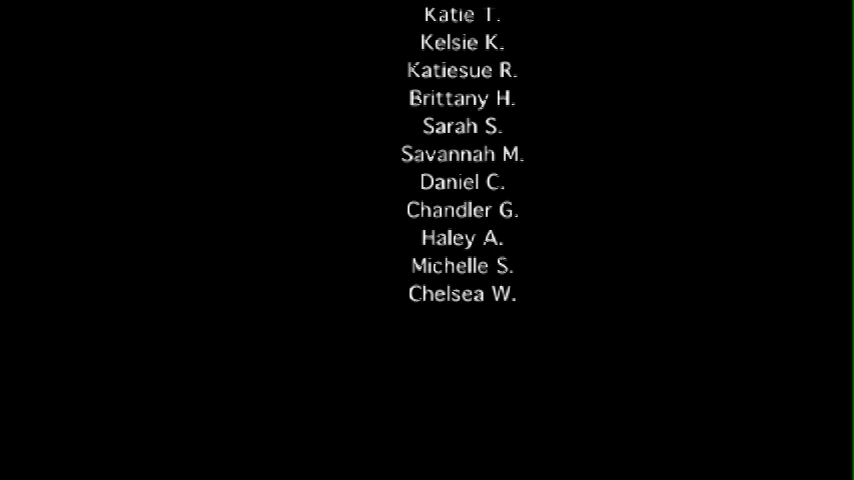 Katie T.
Kelsie K.
Katiesue R.
Brittany H.
Sarah S.
Savannah M.
Daniel C.
Chandler G.
Haley A.
Michelle S.
Chelsea W.